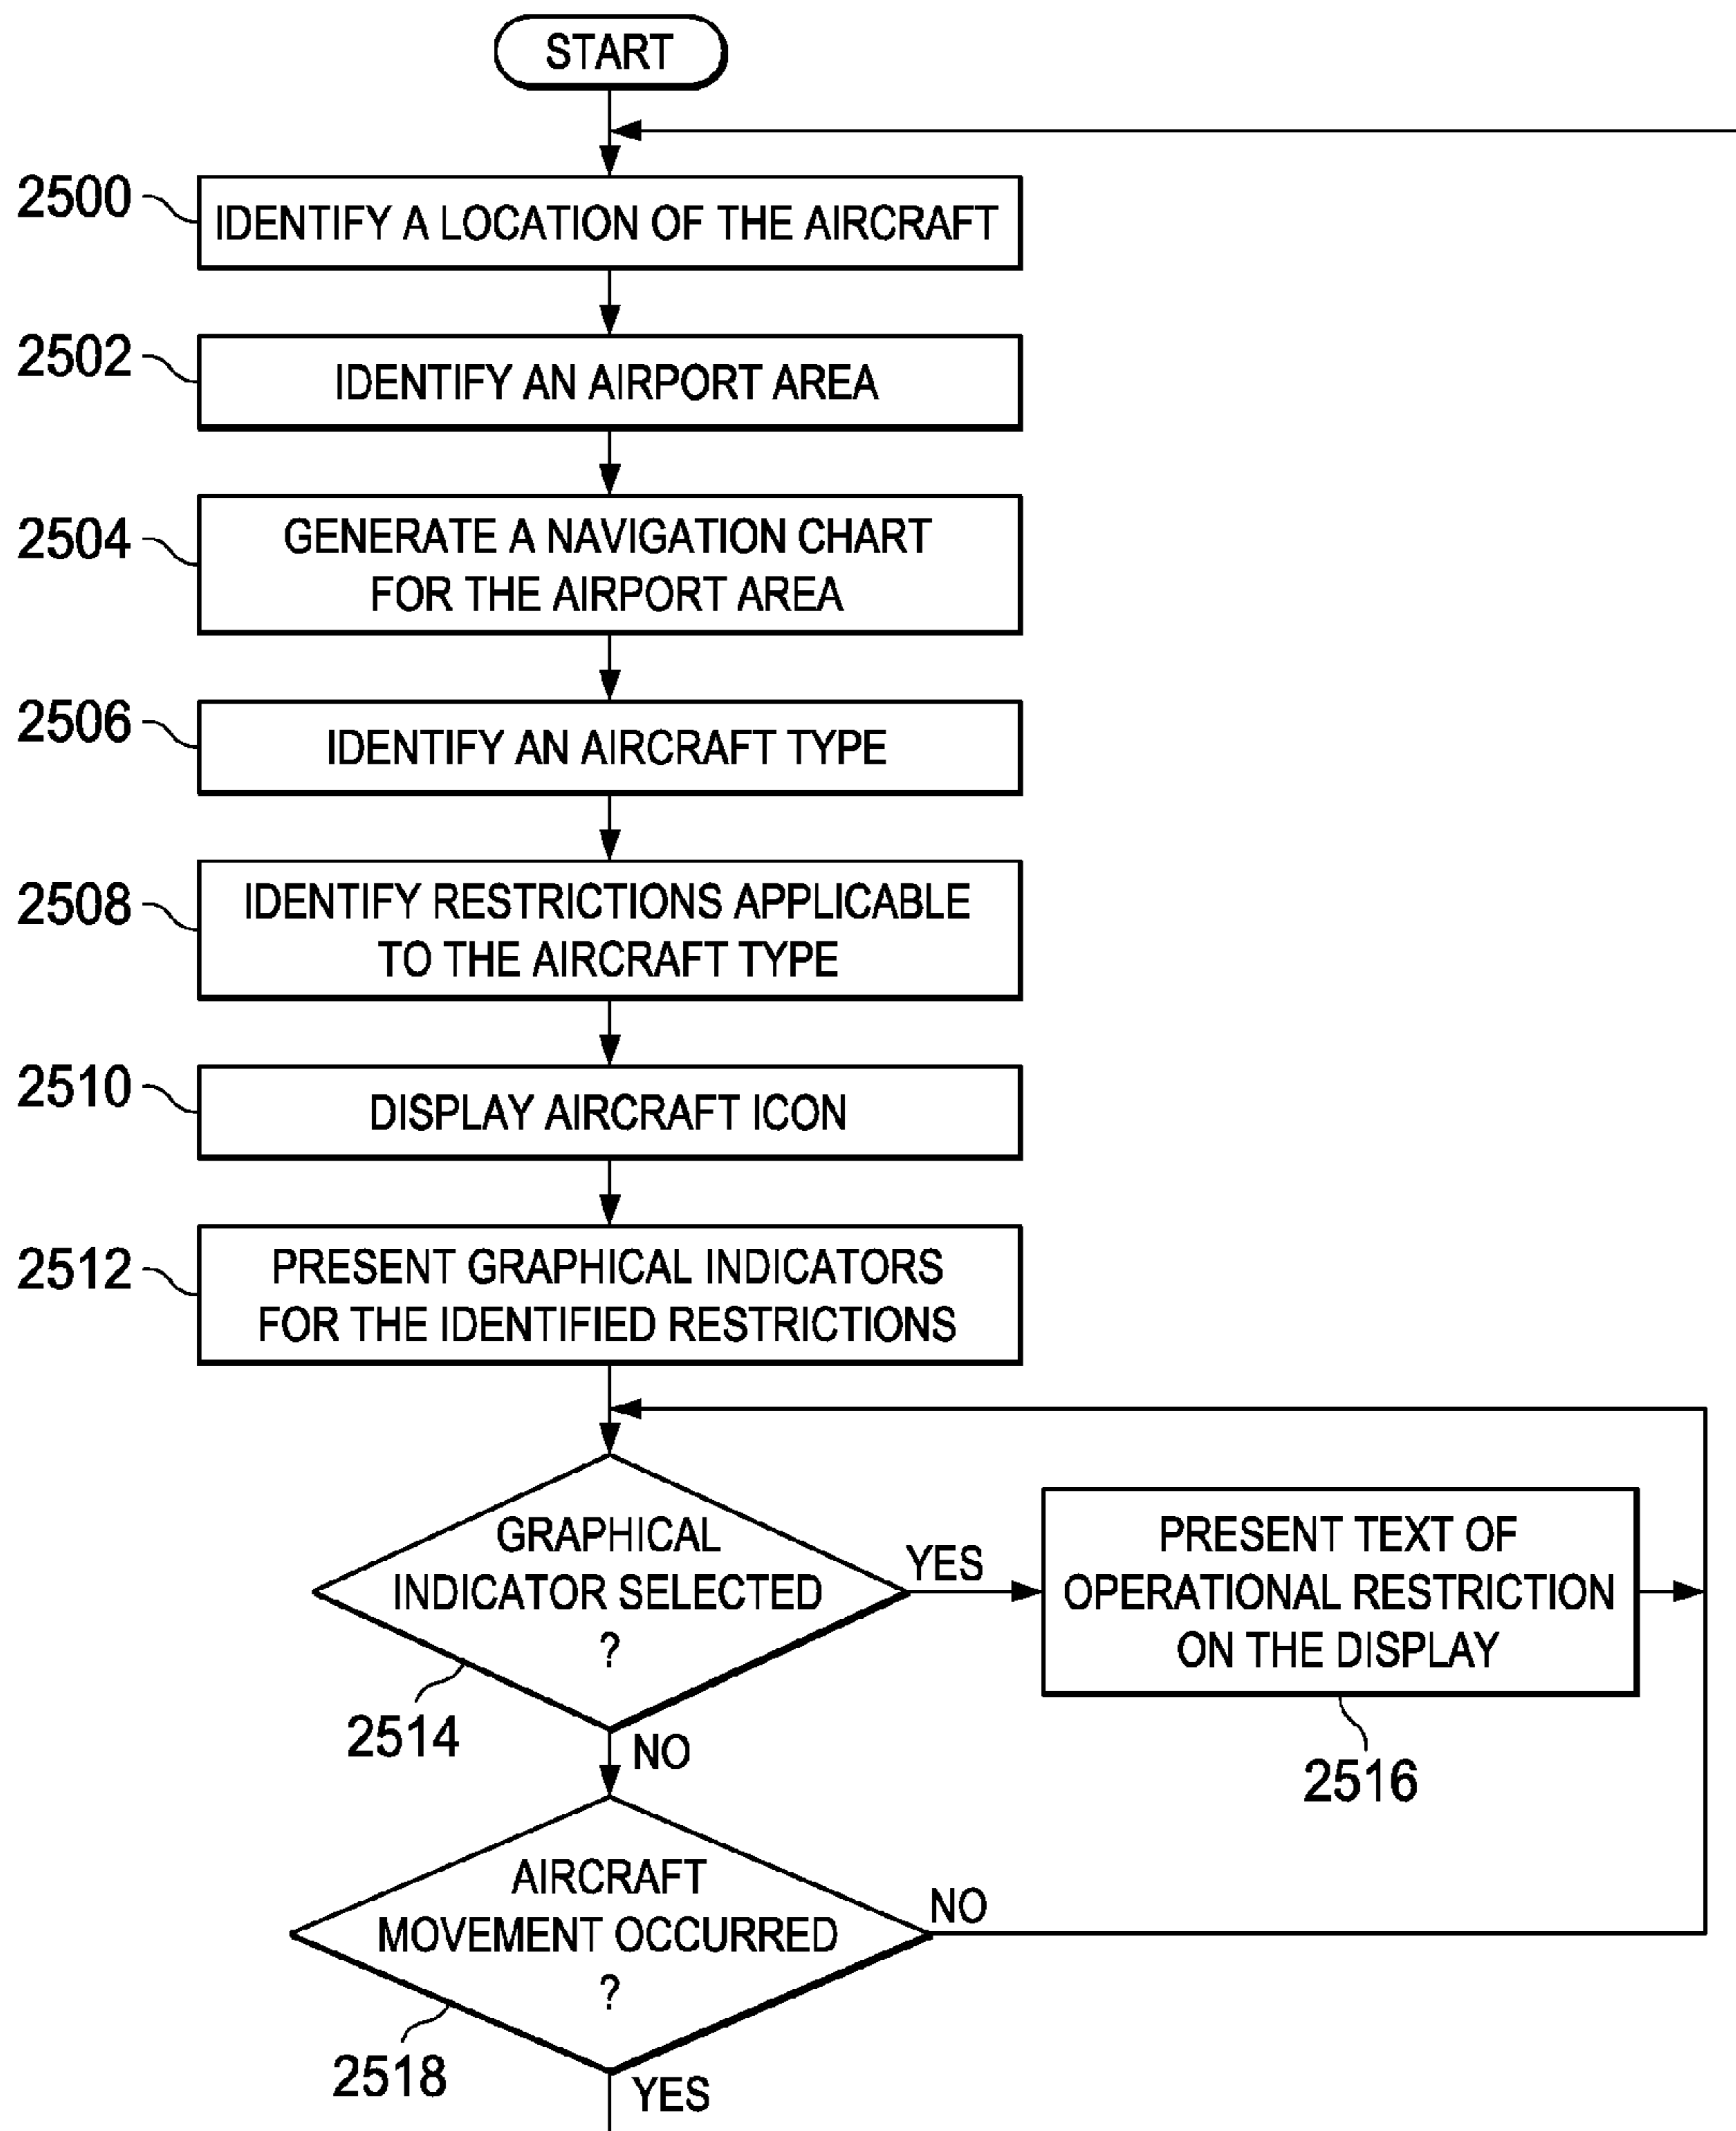 START
2500
IDENTIFY A LOCATION OF THE AIRCRAFT
2502
IDENTIFY AN AIRPORT AREA
2504
GENERATE A NAVIGATION CHART
FOR THE AIRPORT AREA
2506
IDENTIFY AN AIRCRAFT TYPE
2508
IDENTIFY RESTRICTIONS APPLICABLE
TO THE AIRCRAFT TYPE
2510
DISPLAY AIRCRAFT ICON
2512
PRESENT GRAPHICAL INDICATORS
FOR THE IDENTIFIED RESTRICTIONS
GRAPHICAL
INDICATOR SELECTED
?
2514
YES
PRESENT TEXT OF
OPERATIONAL RESTRICTION
ON THE DISPLAY
2516
NO
AIRCRAFT
MOVEMENT OCCURRED
?
2518
NO
YES